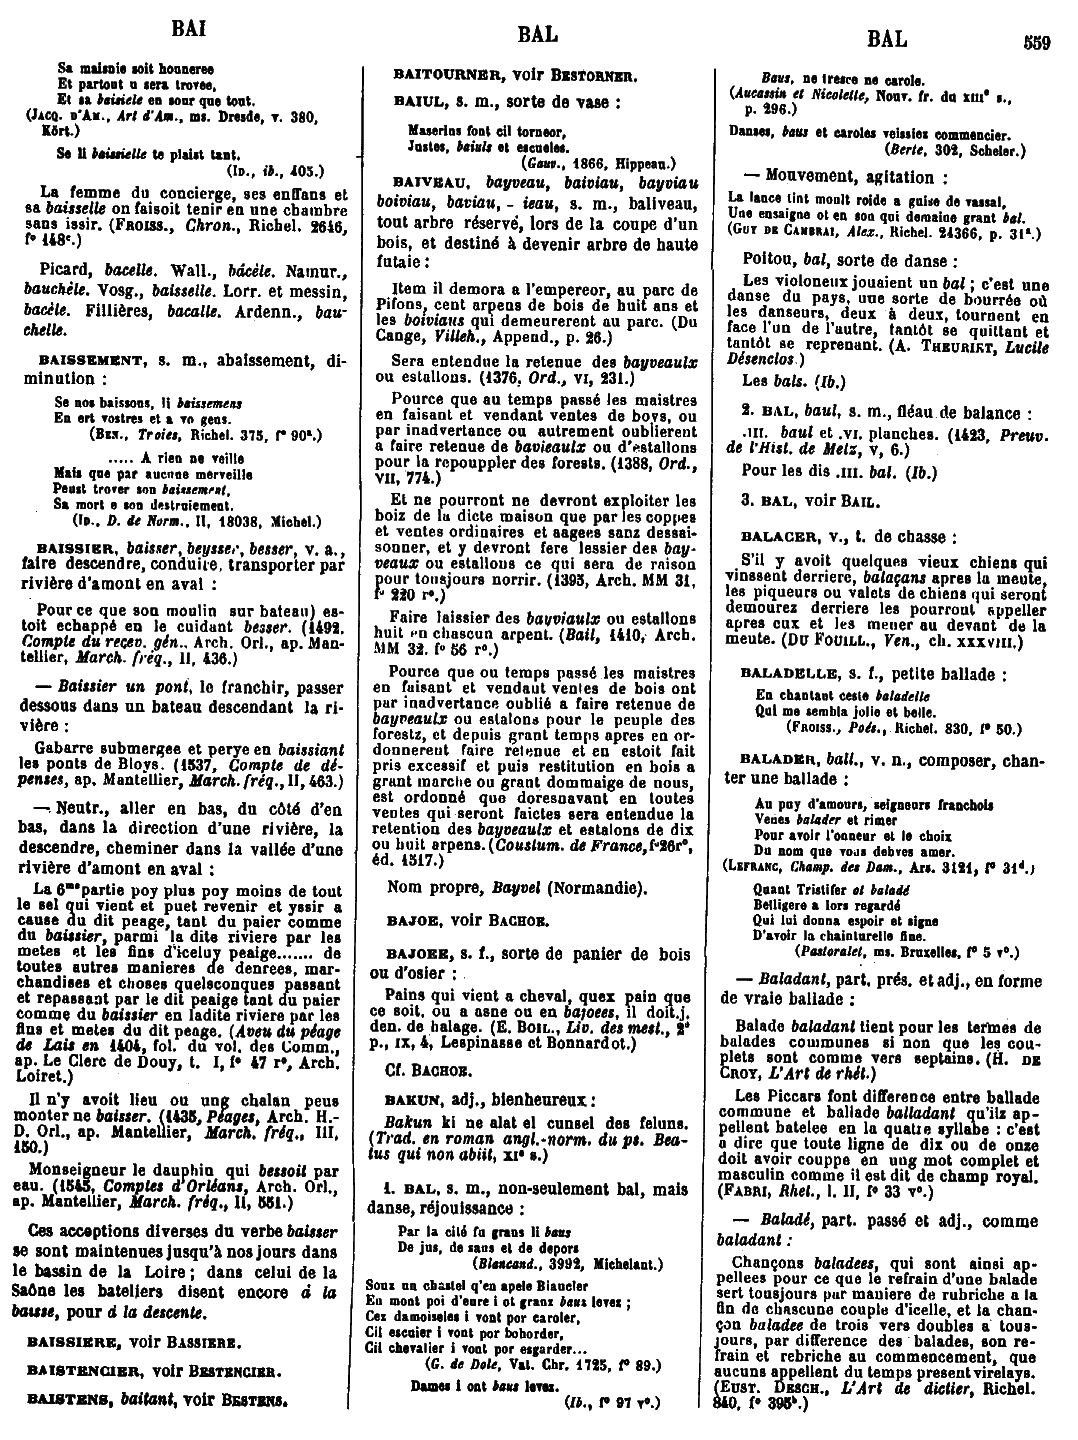 BAI
BAL
BAL
559
Sa maisnie soit honneree
Et partout u sera trovee,
Et sa baisiele en sour que tout.
(JACQ. D'AM., Art d'Am., ms. Dresde, v. 380,
Kört.)
Se li baissielle te plaist tant.
(ID., ib., 405.)
La femme du concierge, ses enffans et
sa baisselle on faisoit tenir en une chambre
sans issir. (FROISS., Chron., Richel. 2646,
f° 148ᶜ.)
Picard, bacelle. Wall., bâcèle. Namur.,
bauchèle. Vosg., baisselle. Lorr. et messin,
bacèle. Fillières, bacalle. Ardenn., bau-
chelle.
BAISSEMENT, s. m., abaissement, di-
minution :
Se nos baissons, li baissemens
En ert vostres et a vo gens.
(BEN., Troies, Richel. 375, f° 90ᵃ.)
..... A rien ne veille
Mais que par aucune merveille
Peust trover son baissement,
Sa mort e son destruiement.
(ID., D. de Norm., II, 18038, Michel.)
BAISSIER, baisser, beysser, besser, v. a.,
faire descendre, conduire, transporter par
rivière d'amont en aval :
Pour ce que son moulin sur bateau) es-
toit echappé en le cuidant besser. (1492.
Compte du recev. gén., Arch. Orl., ap. Man-
tellier, March. fréq., II, 436.)
— Baissier un pont, le franchir, passer
dessous dans un bateau descendant la ri-
vière :
Gabarre submergee et perye en baissiant
les ponts de Bloys. (1537, Compte de dé-
penses, ap. Mantellier, March. fréq., II, 463.)
— Neutr., aller en bas, du côté d'en
bas, dans la direction d'une rivière, la
descendre, cheminer dans la vallée d'une
rivière d'amont en aval :
La 6ᵐᵉ partie poy plus poy moins de tout
le sel qui vient et puet revenir et yssir a
cause du dit peage, tant du paier comme
du baissier, parmi la dite riviere par les
metes et les fins d'iceluy peaige....... de
toutes autres manieres de denrees, mar-
chandises et choses quelsconques passant
et repassant par le dit peaige tant du paier
comme du baissier en ladite riviere par les
fins et metes du dit peage. (Aveu du péage
de Lais en 1404, fol. du vol. des Comm.,
ap. Le Clerc de Douy, t. I, f° 47 r°, Arch.
Loiret.)
Il n'y avoit lieu ou ung chalan peus
monter ne baisser. (1435, Péages, Arch. H.-
D. Orl., ap. Mantellier, March. fréq., III,
150.)
Monseigneur le dauphin qui bessoit par
eau. (1545, Comptes d'Orléans, Arch. Orl.,
ap. Mantellier, March. fréq., II, 551.)
Ces acceptions diverses du verbe baisser
se sont maintenues jusqu'à nos jours dans
le bassin de la Loire ; dans celui de la
Saône les bateliers disent encore à la
baisse, pour à la descente.
BAISSIERE, voir BASSIERE.
BAISTENCIER, voir BESTENCIER.
BAISTENS, baitant, voir BESTENS.
BAITOURNER, voir BESTORNER.
BAIUL, s. m., sorte de vase :
Maserins font cil torneor,
Justes, baiuls et escueles.
(Gauv., 1866, Hippeau.)
BAIVEAU, bayveau, baiviau, bayviau
boiviau, baviau, - ieau, s. m., baliveau,
tout arbre réservé, lors de la coupe d'un
bois, et destiné à devenir arbre de haute
futaie :
Item il demora a l'empereor, au parc de
Pifons, cent arpens de bois de huit ans et
les boiviaus qui demeurerent au parc. (Du
Cange, Villeh., Append., p. 26.)
Sera entendue la retenue des bayveaulx
ou estallons. (1376, Ord., VI, 231.)
Pource que au temps passé les maistres
en faisant et vendant ventes de boys, ou
par inadvertance ou autrement oublierent
a faire retenue de bavieaulx ou d'estallons
pour la repouppler des forests. (1388, Ord.,
VII, 774.)
Et ne pourront ne devront exploiter les
boiz de la dicte maison que par les coppes
et ventes ordinaires et aagees sanz dessai-
sonner, et y devront fere lessier des bay-
veaux ou estallons ce qui sera de raison
pour tousjours norrir. (1395, Arch. MM 31,
f° 220 r°.)
Faire laissier des bayviaulx ou estallons
huit en chascun arpent. (Bail, 1410, Arch.
MM 32. f° 56 r°.)
Pource que ou temps passé les maistres
en faisant et vendant ventes de bois ont
par inadvertance oublié a faire retenue de
bayveaulx ou estalons pour le peuple des
forestz, et depuis grant temps apres en or-
donnerent faire retenue et en estoit fait
pris excessif et puis restitution en bois a
grant marche ou grant dommaige de nous,
est ordonné que doresnavant en toutes
ventes qui seront faictes sera entendue la
retention des bayveaulx et estalons de dix
ou huit arpens. (Coustum. de France, f° 26 r°,
éd. 1517.)
Nom propre, Bayvel (Normandie).
BAJOE, voir BACHOE.
BAJOEE, s. f., sorte de panier de bois
ou d'osier :
Pains qui vient a cheval, quex pain que
ce soit, ou a asne ou en bajoees, il doit .j.
den. de halage. (E. BOIL., Liv. des mest., 2ᵈ
p., IX, 4, Lespinasse et Bonnardot.)
Cf. BACHOE.
BAKUN, adj., bienheureux :
Bakun ki ne alat el cunsel des feluns.
(Trad. en roman angl.-norm. du ps. Bea-
tus qui non abiit, XIᵉ s.)
1. BAL, s. m., non-seulement bal, mais
danse, réjouissance :
Par la cité fu grans li baus
De jus, de saus et de depors
(Blancand., 3992, Michelant.)
Souz un chastel q'en apele Blancler
En mont poi d'eure i ot granz baus levez ;
Cez damoiseles i vont por caroler,
Cil escuier i vont por bohorder,
Cil chevalier i vont por esgarder...
(G. de Dole, Vat. Chr. 1725, f° 89.)
Dames i ont baus levez.
(Ib., f° 97 v°.)
Baus, ne tresce ne carole.
(Aucassin et Nicolette, Nouv. fr. du XIIIᵉ s.,
p. 296.)
Danses, baus et caroles veissies commencier.
(Berte, 302, Scheler.)
— Mouvement, agitation :
La lance tint moult roide a guise de vassal,
Une ensaigne ot en son qui demaine grant bal.
(GUY DE CAMBRAI, Alex., Richel. 24366, p. 31ᵃ.)
Poitou, bal, sorte de danse :
Les violoneux jouaient un bal ; c'est une
danse du pays, une sorte de bourrée où
les danseurs, deux à deux, tournent en
face l'un de l'autre, tantôt se quittant et
tantôt se reprenant. (A. THEURIET, Lucile
Désenclos.)
Les bals. (Ib.)
2. BAL, baul, s. m., fléau de balance :
.III. baul et .VI. planches. (1423, Preuv.
de l'Hist. de Metz, V, 6.)
Pour les dis .III. bal. (Ib.)
3. BAL, voir BAIL.
BALACER, v., t. de chasse :
S'il y avoit quelques vieux chiens qui
vinssent derriere, balaçans apres la meute,
les piqueurs ou valets de chiens qui seront
demourez derriere les pourront appeller
apres eux et les mener au devant de la
meute. (DU FOUILL., Ven., ch. XXXVIII.)
BALADELLE, s. f., petite ballade :
En chantant ceste baladelle
Qui me sembla jolie et belle.
(FROISS., Poés., Richel. 830, f° 50.)
BALADER, ball., v. n., composer, chan-
ter une ballade :
Au puy d'amours, seigneurs franchois
Venes balader et rimer
Pour avoir l'onneur et le choix
Du nom que vous debves amer.
(LEFRANC, Champ. des Dam., Ars. 3121, f° 31ᵈ.)
Quant Tristifer ot baladé
Belligere a lors regardé
Qui lui donna espoir et signe
D'avoir la chainturelle fine.
(Pastoralet, ms. Bruxelles, f° 5 v°.)
— Baladant, part. prés. et adj., en forme
de vraie ballade :
Balade baladant tient pour les termes de
balades communes si non que les cou-
plets sont comme vers septains. (H. DE
CROY, L'Art de rhét.)
Les Piccars font difference entre ballade
commune et ballade balladant qu'ilz ap-
pellent batelee en la quatre syllabe : c'est
a dire que toute ligne de dix ou de onze
doit avoir couppe en ung mot complet et
masculin comme il est dit de champ royal.
(FABRI, Rhet., l. II, f° 33 v°.)
— Baladé, part. passé et adj., comme
baladant :
Chançons baladees, qui sont ainsi ap-
pellees pour ce que le refrain d'une balade
sert tousjours par maniere de rubriche a la
fin de chascune couple d'icelle, et la chan-
çon baladee de trois vers doubles a tous-
jours, par difference des balades, son re-
frain et rebriche au commencement, que
aucuns appellent du temps present virelays.
(EUST. DESCH., L'Art de dictier, Richel.
840, f° 395ᵇ.)